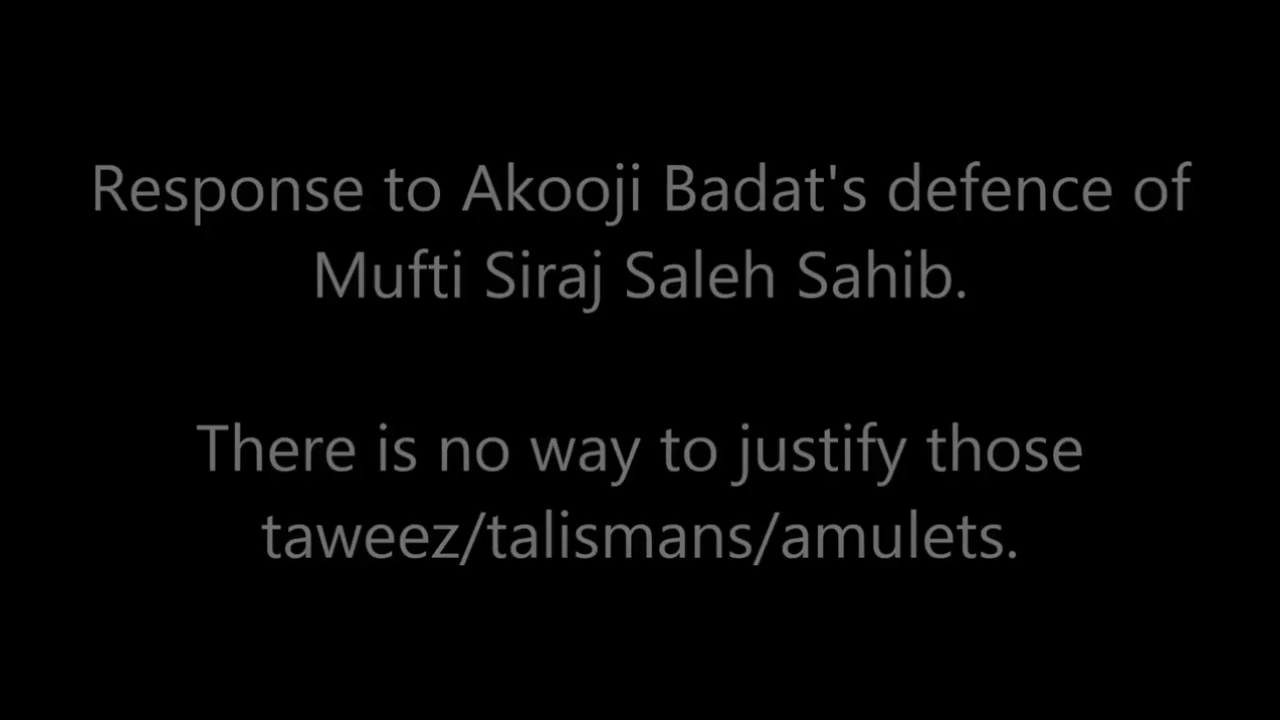 Response to Akooji Badat's defence of
Mufti Siraj Saleh Sahib.
There is no way to justify those
taweez/talismans/amulets.